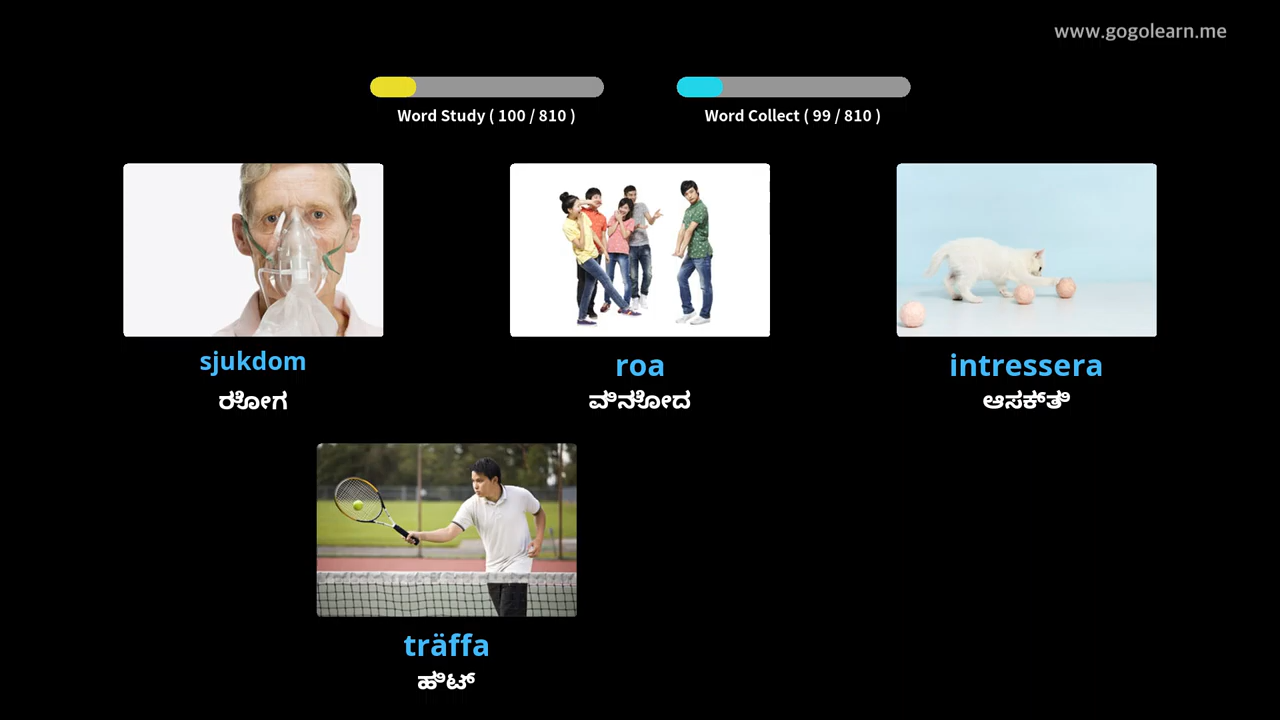 www.gogolearn.me
Word Study ( 100 / 810 )
Word Collect ( 99 / 810 )
sjukdom
roa
intressera
ರೋಗ
ವಿನೋದ
ಆಸಕ್ತಿ
träffa
ಹಿಟ್